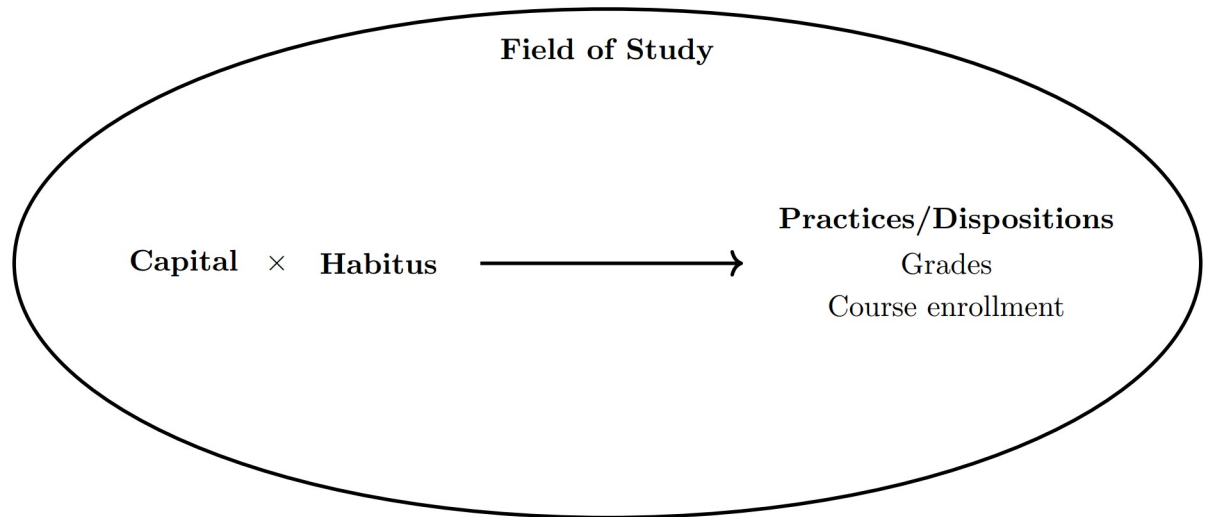 Field of Study
Capital × Habitus
Practices/Dispositions
Grades
Course enrollment